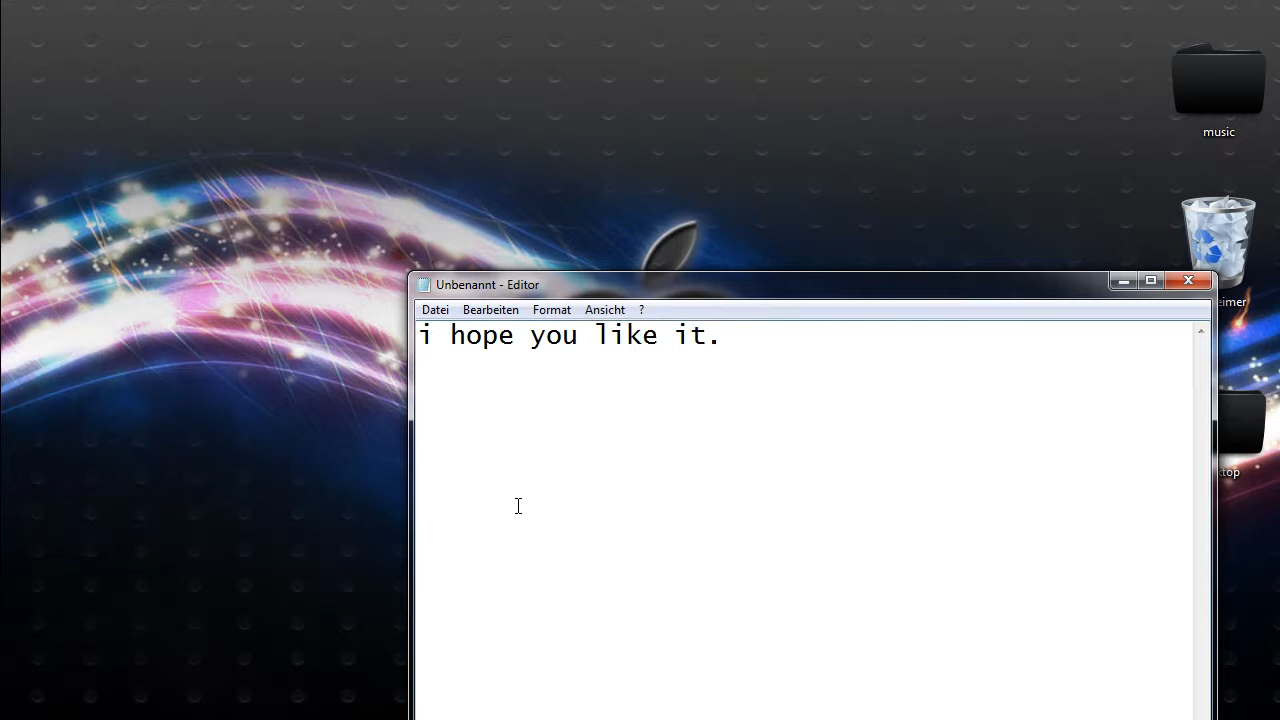 music
Unbenannt - Editor
Datei Bearbeiten Format Ansicht ?
i hope you like it.